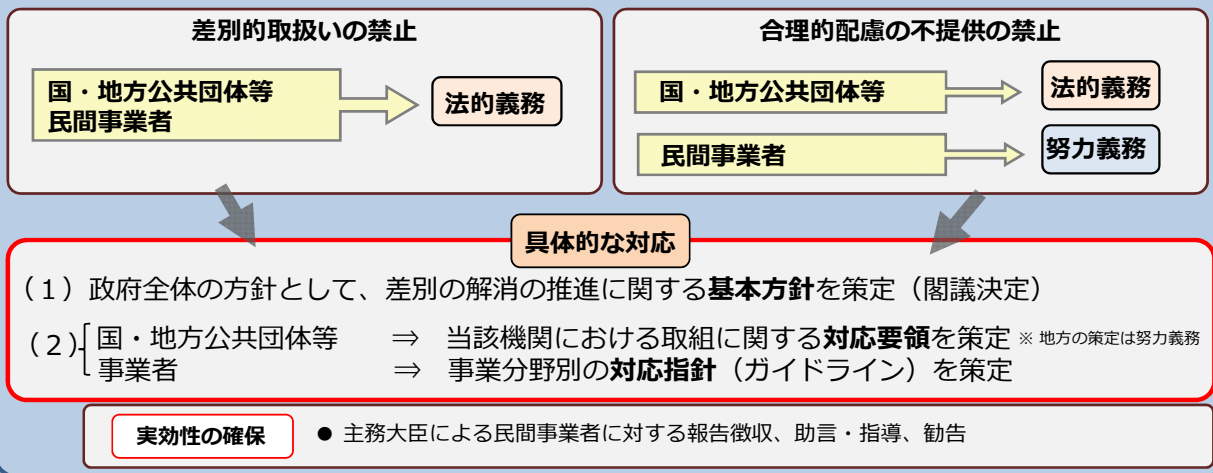 差別的取扱いの禁止
国・地方公共団体等
民間事業者
法的義務
合理的配慮の不提供の禁止
国・地方公共団体等
法的義務
民間事業者
努力義務
具体的な対応
（１）政府全体の方針として、差別の解消の推進に関する基本方針を策定（閣議決定）
（２） 国・地方公共団体等 ⇒ 当該機関における取組に関する対応要領を策定 ※ 地方の策定は努力義務
事業者 ⇒ 事業分野別の対応指針（ガイドライン）を策定
実効性の確保 ● 主務大臣による民間事業者に対する報告徴収、助言・指導、勧告